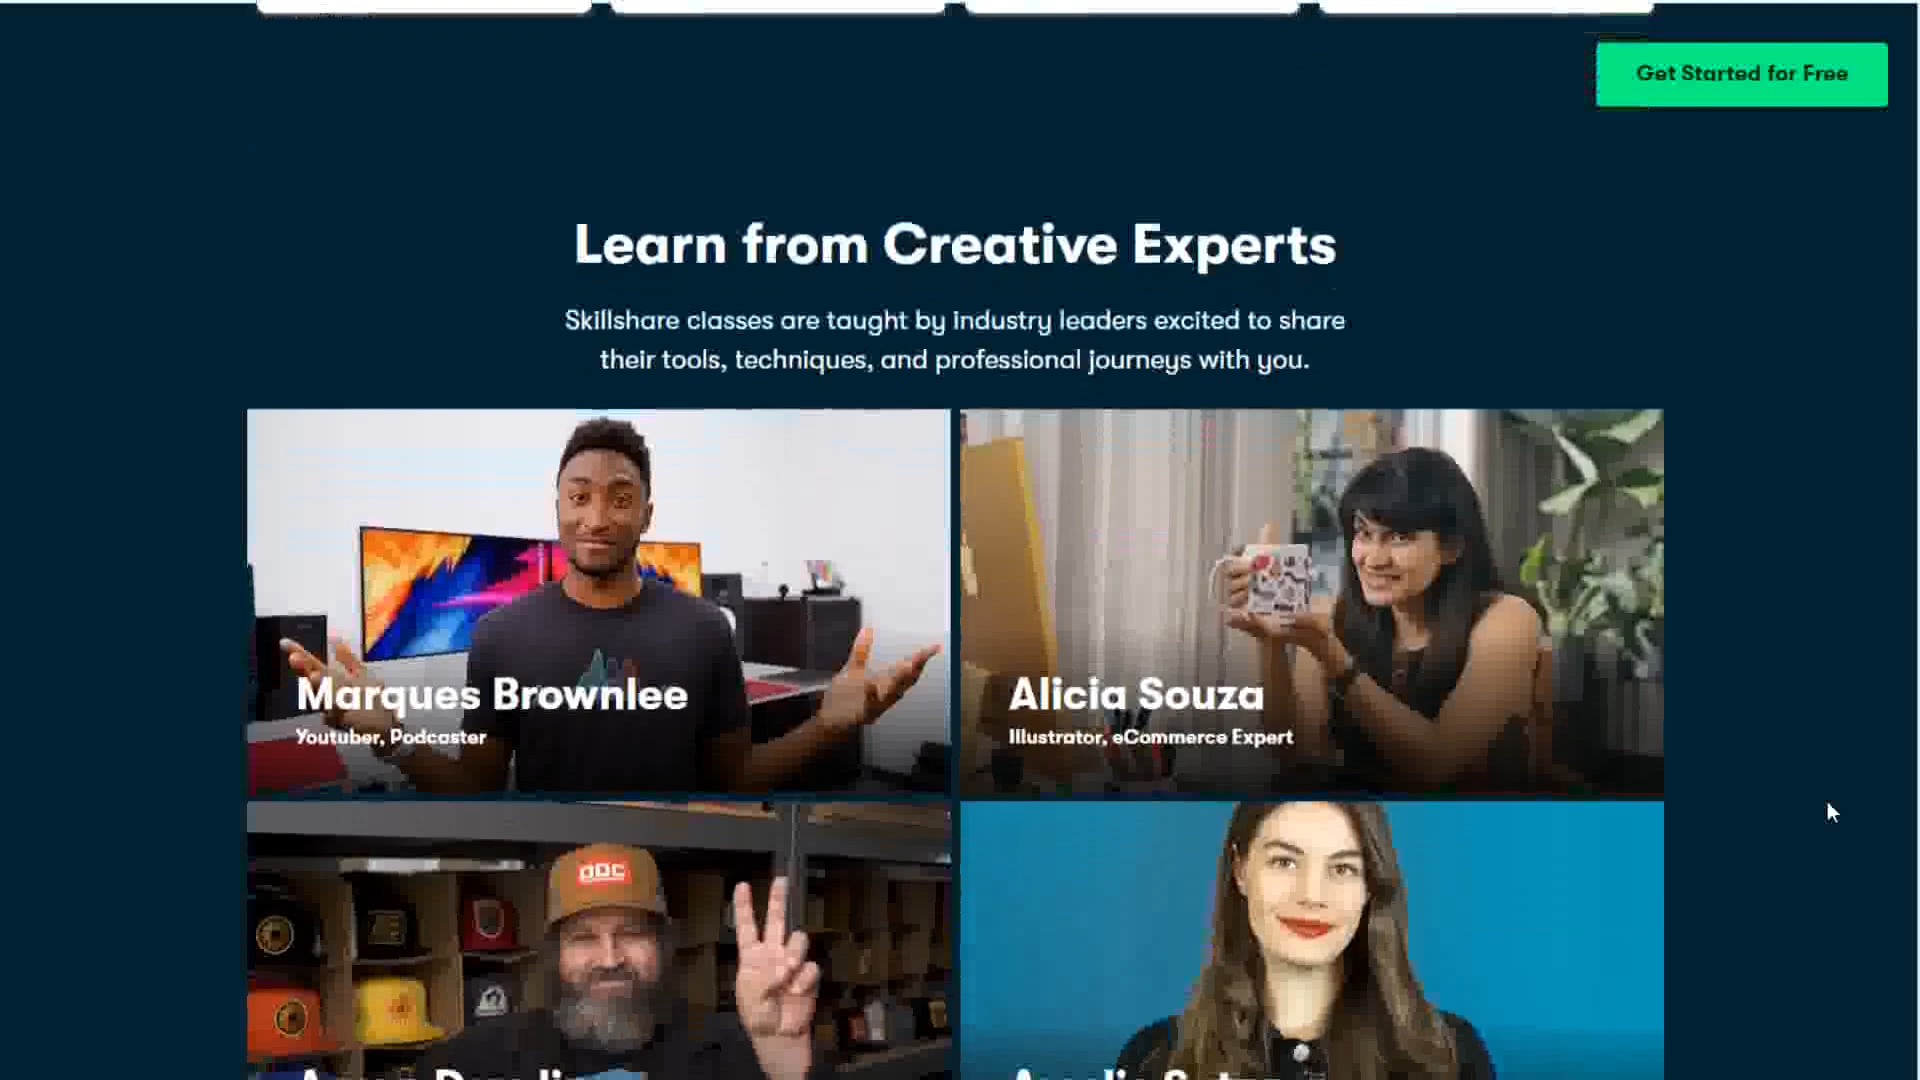 Get Started for Free
Learn from Creative Experts
Skillshare classes are taught by industry leaders excited to share
their tools, techniques, and professional journeys with you.
Marques Brownlee
Youtuber, Podcaster
Alicia Souza
Illustrator, eCommerce Expert
DDC